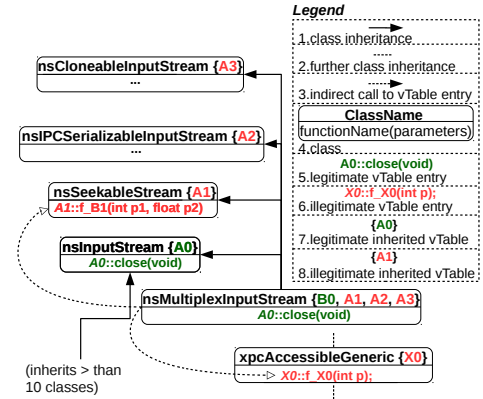 nsCloneableInputStream {A3}
...
nsIPCSerializableInputStream {A2}
...
nsSeekableStream {A1}
A1::f_B1(int p1, float p2)
nsInputStream {A0}
A0::close(void)
nsMultiplexInputStream {B0, A1, A2, A3}
A0::close(void)
xpcAccessibleGeneric {X0}
X0::f_X0(int p);
(inherits > than
10 classes)
Legend
1.class inheritance
2.further class inheritance
3.indirect call to vTable entry
ClassName
functionName(parameters)
4.class
A0::close(void)
5.legitimate vTable entry
X0::f_X0(int p);
6.illegitimate vTable entry
{A0}
7.legitimate inherited vTable
{A1}
8.illegitimate inherited vTable